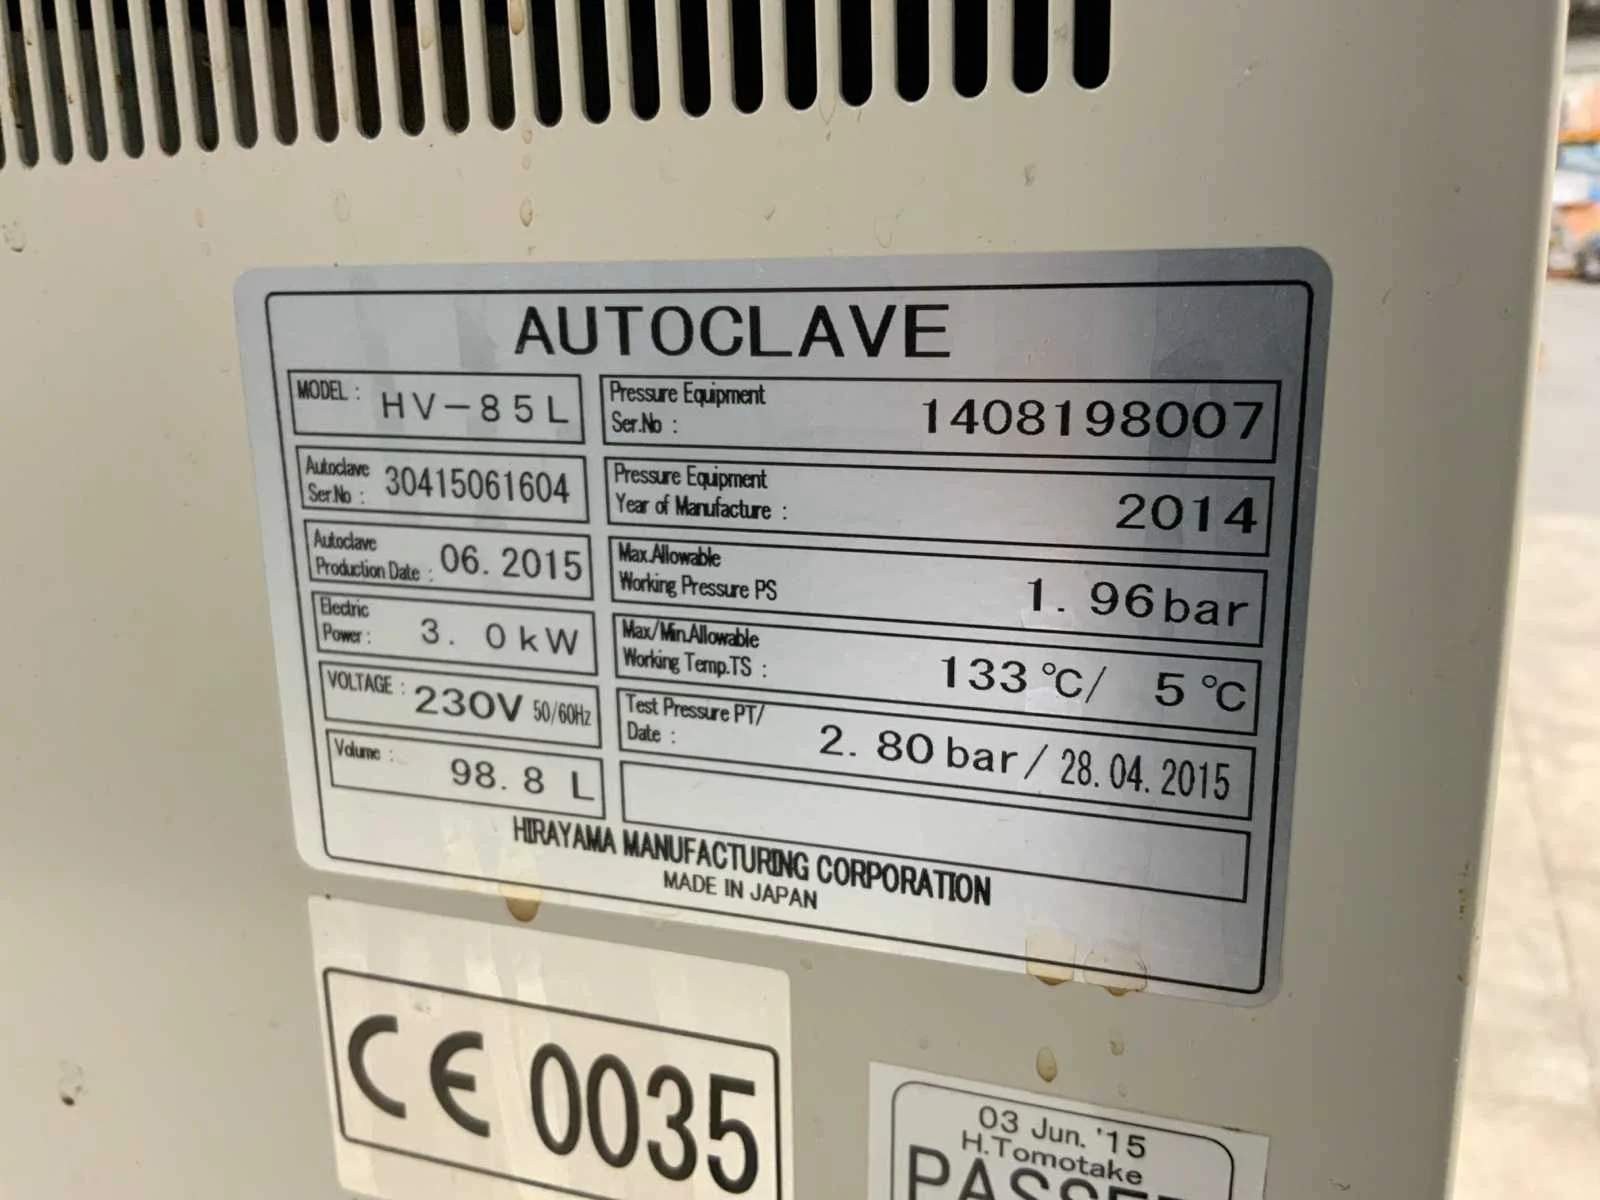 AUTOCLAVE
MODEL : HV-85L
Autoclave
Ser.No : 30415061604
Autoclave
Production Date : 06. 2015
Electric
Power : 3. 0kW
VOLTAGE : 230V 50/60Hz
Volume : 98. 8 L
Pressure Equipment
Ser.No : 1408198007
Pressure Equipment
Year of Manufacture : 2014
Max.Allowable
Working Pressure PS 1. 96bar
Max/Min.Allowable
Working Temp.TS : 133℃/ 5℃
Test Pressure PT/
Date : 2. 80bar/28.04.2015
HIRAYAMA MANUFACTURING CORPORATION
MADE IN JAPAN
CE 0035
03 Jun. '15
H.Tomotake